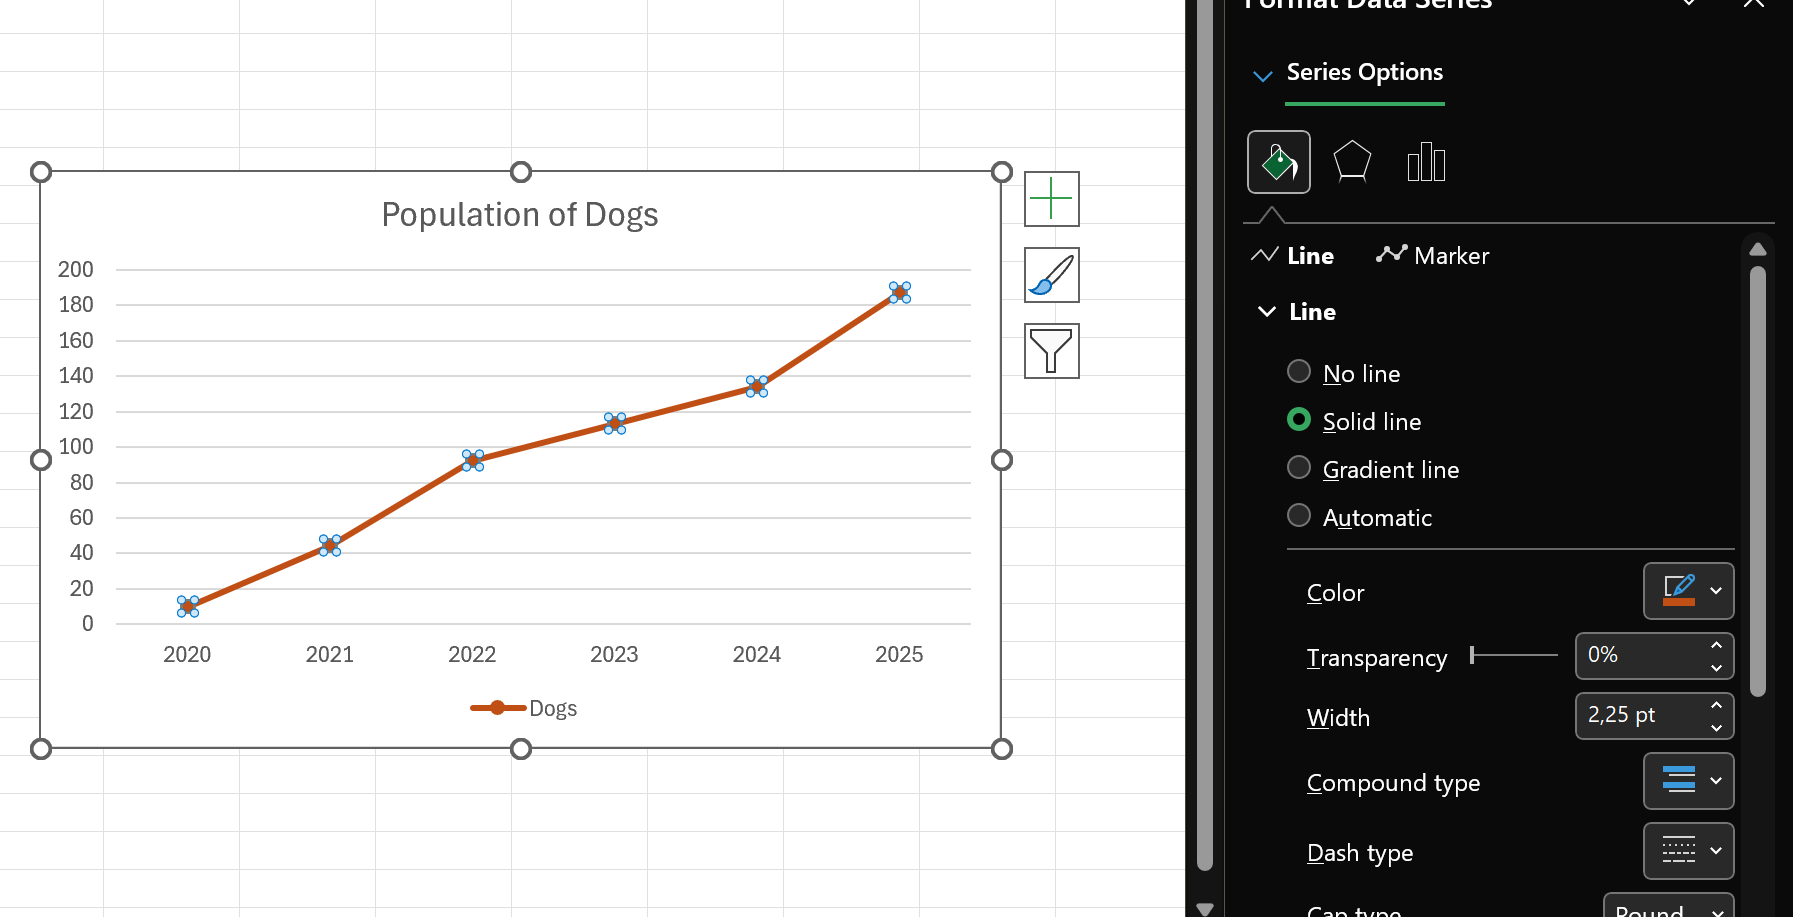 Format Data Series
Series Options
Line
Marker
Line
No line
Solid line
Gradient line
Automatic
Color
Transparency
0%
Width
2,25 pt
Compound type
Dash type
Cap type
Round
Population of Dogs
200
180
160
140
120
100
80
60
40
20
0
2020 2021 2022 2023 2024 2025
Dogs